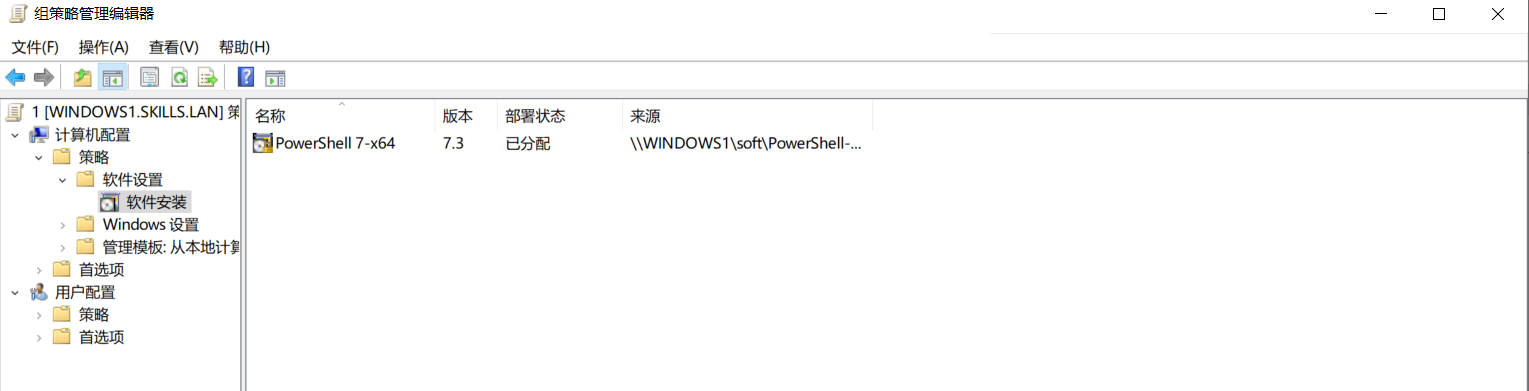 组策略管理编辑器
文件(F) 操作(A) 查看(V) 帮助(H)
1 [WINDOWS1.SKILLS.LAN] 策
计算机配置
策略
软件设置
软件安装
Windows 设置
管理模板: 从本地计算
首选项
用户配置
策略
首选项
名称 版本 部署状态 来源
PowerShell 7-x64 7.3 已分配 \\WINDOWS1\soft\PowerShell-...